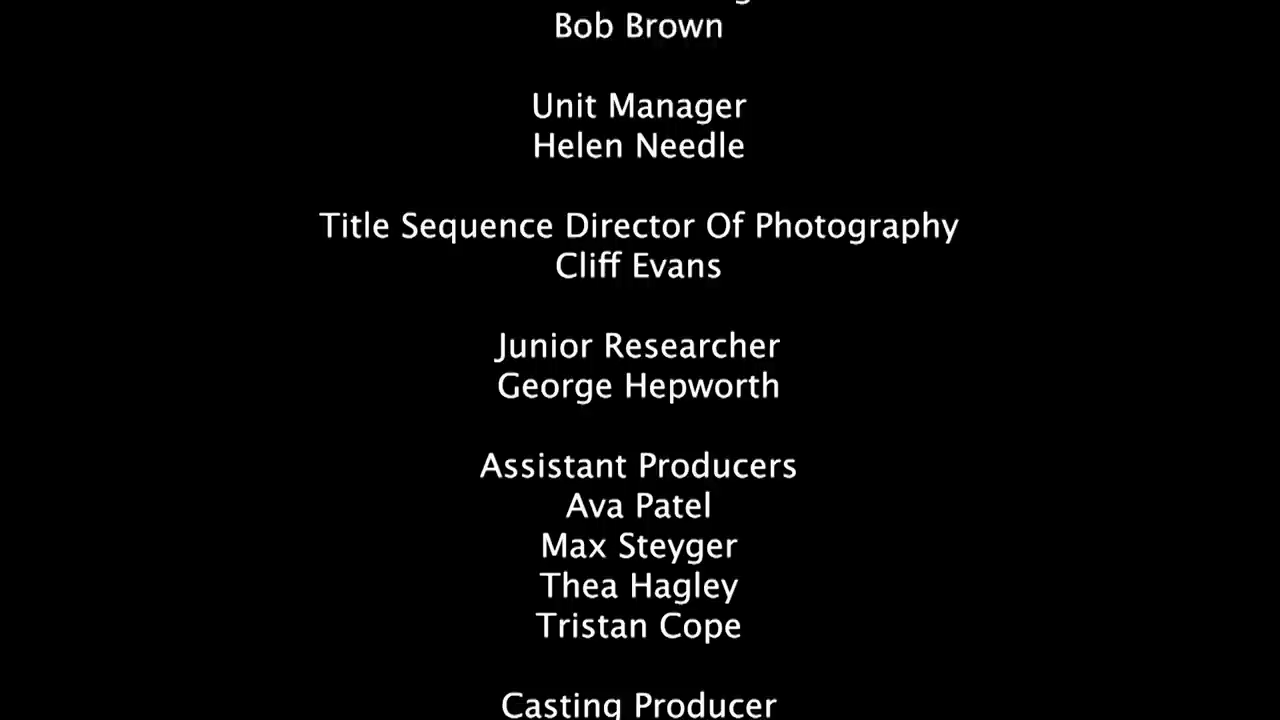 Bob Brown
Unit Manager
Helen Needle
Title Sequence Director Of Photography
Cliff Evans
Junior Researcher
George Hepworth
Assistant Producers
Ava Patel
Max Steyger
Thea Hagley
Tristan Cope
Casting Producer